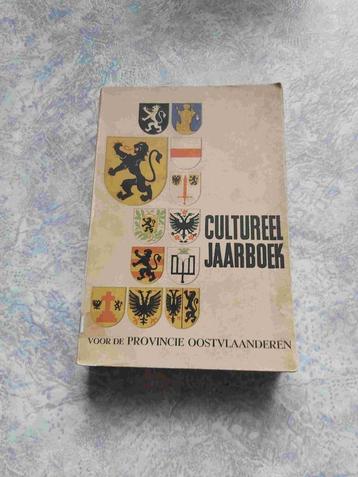 CULTUREEL
JAARBOEK
VOOR DE PROVINCIE OOSTVLAANDEREN